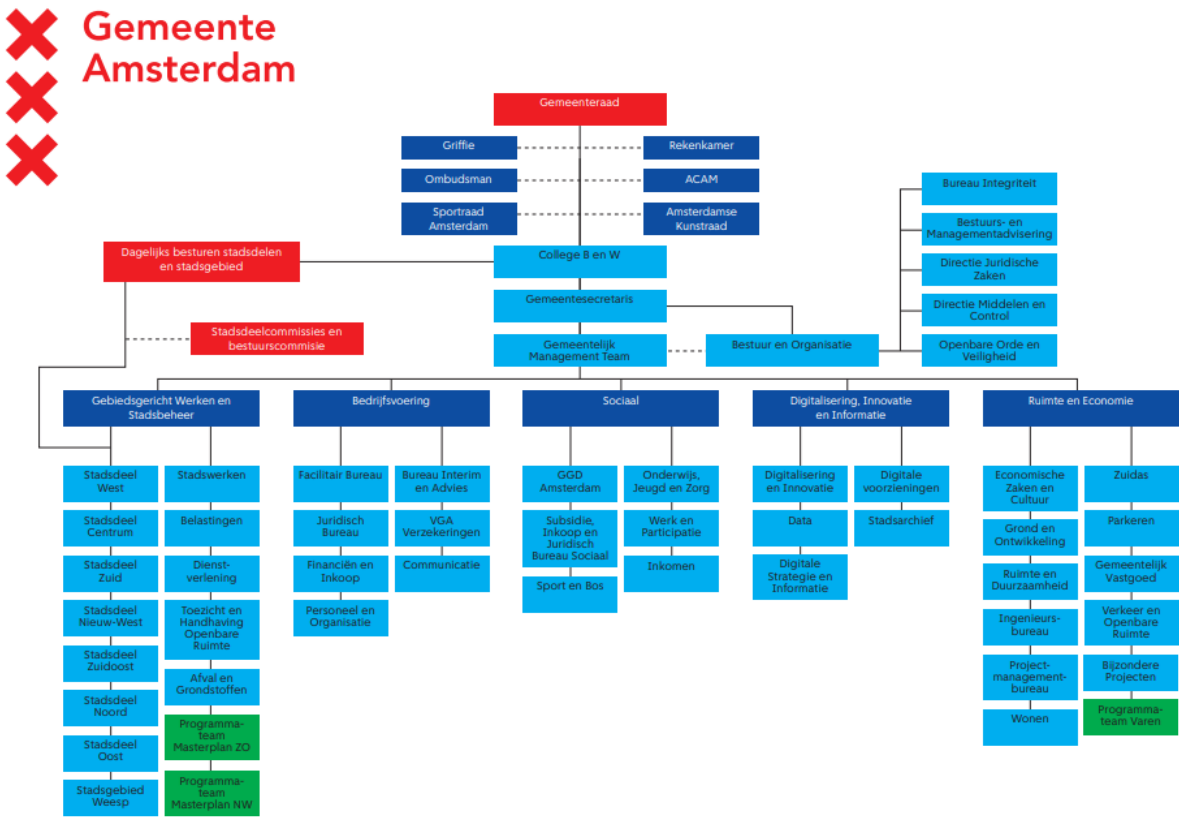 Gemeente
Amsterdam
Gemeenteraad
Griffie
Rekenkamer
Ombudsman
ACAM
Sportraad
Amsterdam
Amsterdamse
Kunstraad
Bureau Integriteit
Bestuurs- en
Managementadvisering
Directie Juridische
Zaken
Directie Middelen en
Control
Openbare Orde en
Veiligheid
Dagelijks besturen stadsdelen
en stadsgebied
College B en W
Gemeentesecretaris
Stadsdeelcommissies en
bestuurscommisie
Gemeentelijk
Management Team
Bestuur en Organisatie
Gebiedsgericht Werken en
Stadsbeheer
Bedrijfsvoering
Sociaal
Digitalisering, Innovatie
en Informatie
Ruimte en Economie
Stadsdeel
West
Stadsdeel
Centrum
Stadsdeel
Zuid
Stadsdeel
Nieuw-West
Stadsdeel
Zuidoost
Stadsdeel
Noord
Stadsdeel
Oost
Stadsgebied
Weesp
Stadswerken
Belastingen
Dienst-
verlening
Toezicht en
Handhaving
Openbare
Ruimte
Afval en
Grondstoffen
Programma-
team
Masterplan ZO
Programma-
team
Masterplan NW
Facilitair Bureau
Juridisch
Bureau
Financiën en
Inkoop
Personeel en
Organisatie
Bureau Interim
en Advies
VGA
Verzekeringen
Communicatie
GGD
Amsterdam
Subsidie,
Inkoop en
Juridisch
Bureau Sociaal
Sport en Bos
Onderwijs,
Jeugd en Zorg
Werk en
Participatie
Inkomen
Digitalisering
en Innovatie
Data
Digitale
Strategie en
Informatie
Digitale
voorzieningen
Stadsarchief
Economische
Zaken en
Cultuur
Grond en
Ontwikkeling
Ruimte en
Duurzaamheid
Ingenieurs-
bureau
Project-
management-
bureau
Wonen
Zuidas
Parkeren
Gemeentelijk
Vastgoed
Verkeer en
Openbare
Ruimte
Bijzondere
Projecten
Programma-
team Varen